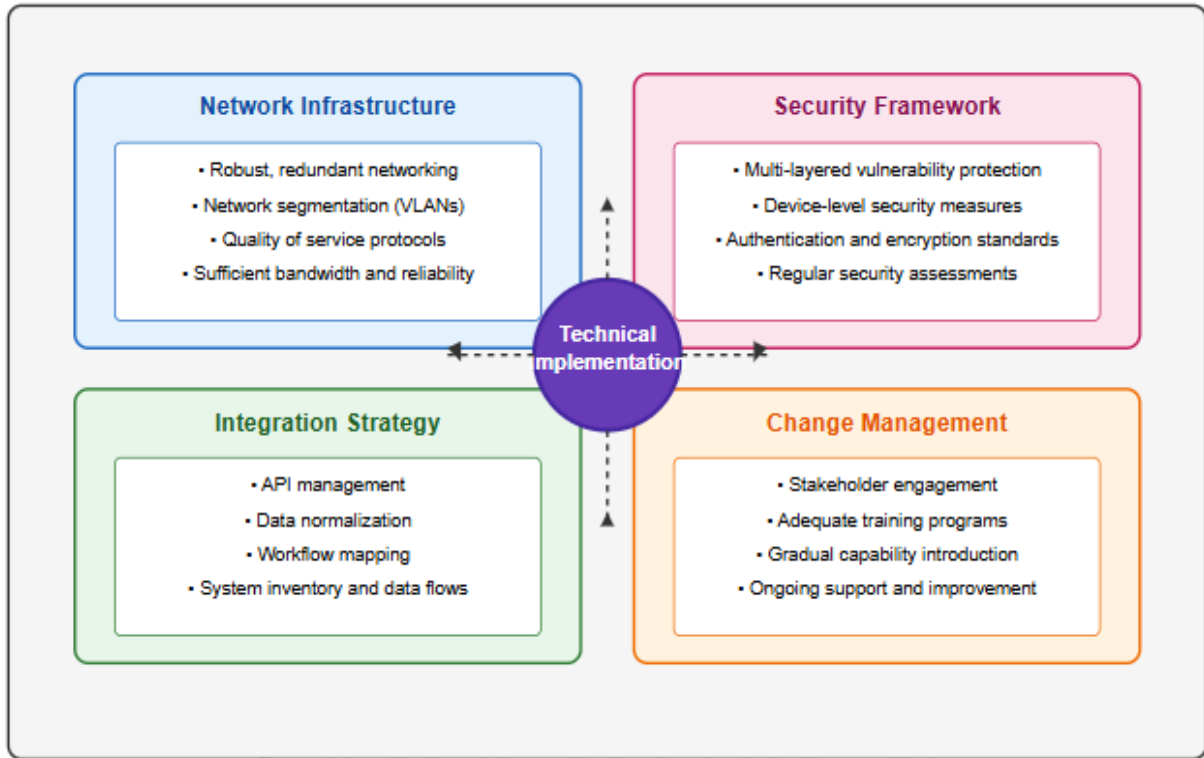 Network Infrastructure
▪ Robust, redundant networking
▪ Network segmentation (VLANs)
▪ Quality of service protocols
▪ Sufficient bandwidth and reliability
Security Framework
▪ Multi-layered vulnerability protection
▪ Device-level security measures
▪ Authentication and encryption standards
▪ Regular security assessments
Technical
Implementation
Integration Strategy
▪ API management
▪ Data normalization
▪ Workflow mapping
▪ System inventory and data flows
Change Management
▪ Stakeholder engagement
▪ Adequate training programs
▪ Gradual capability introduction
▪ Ongoing support and improvement